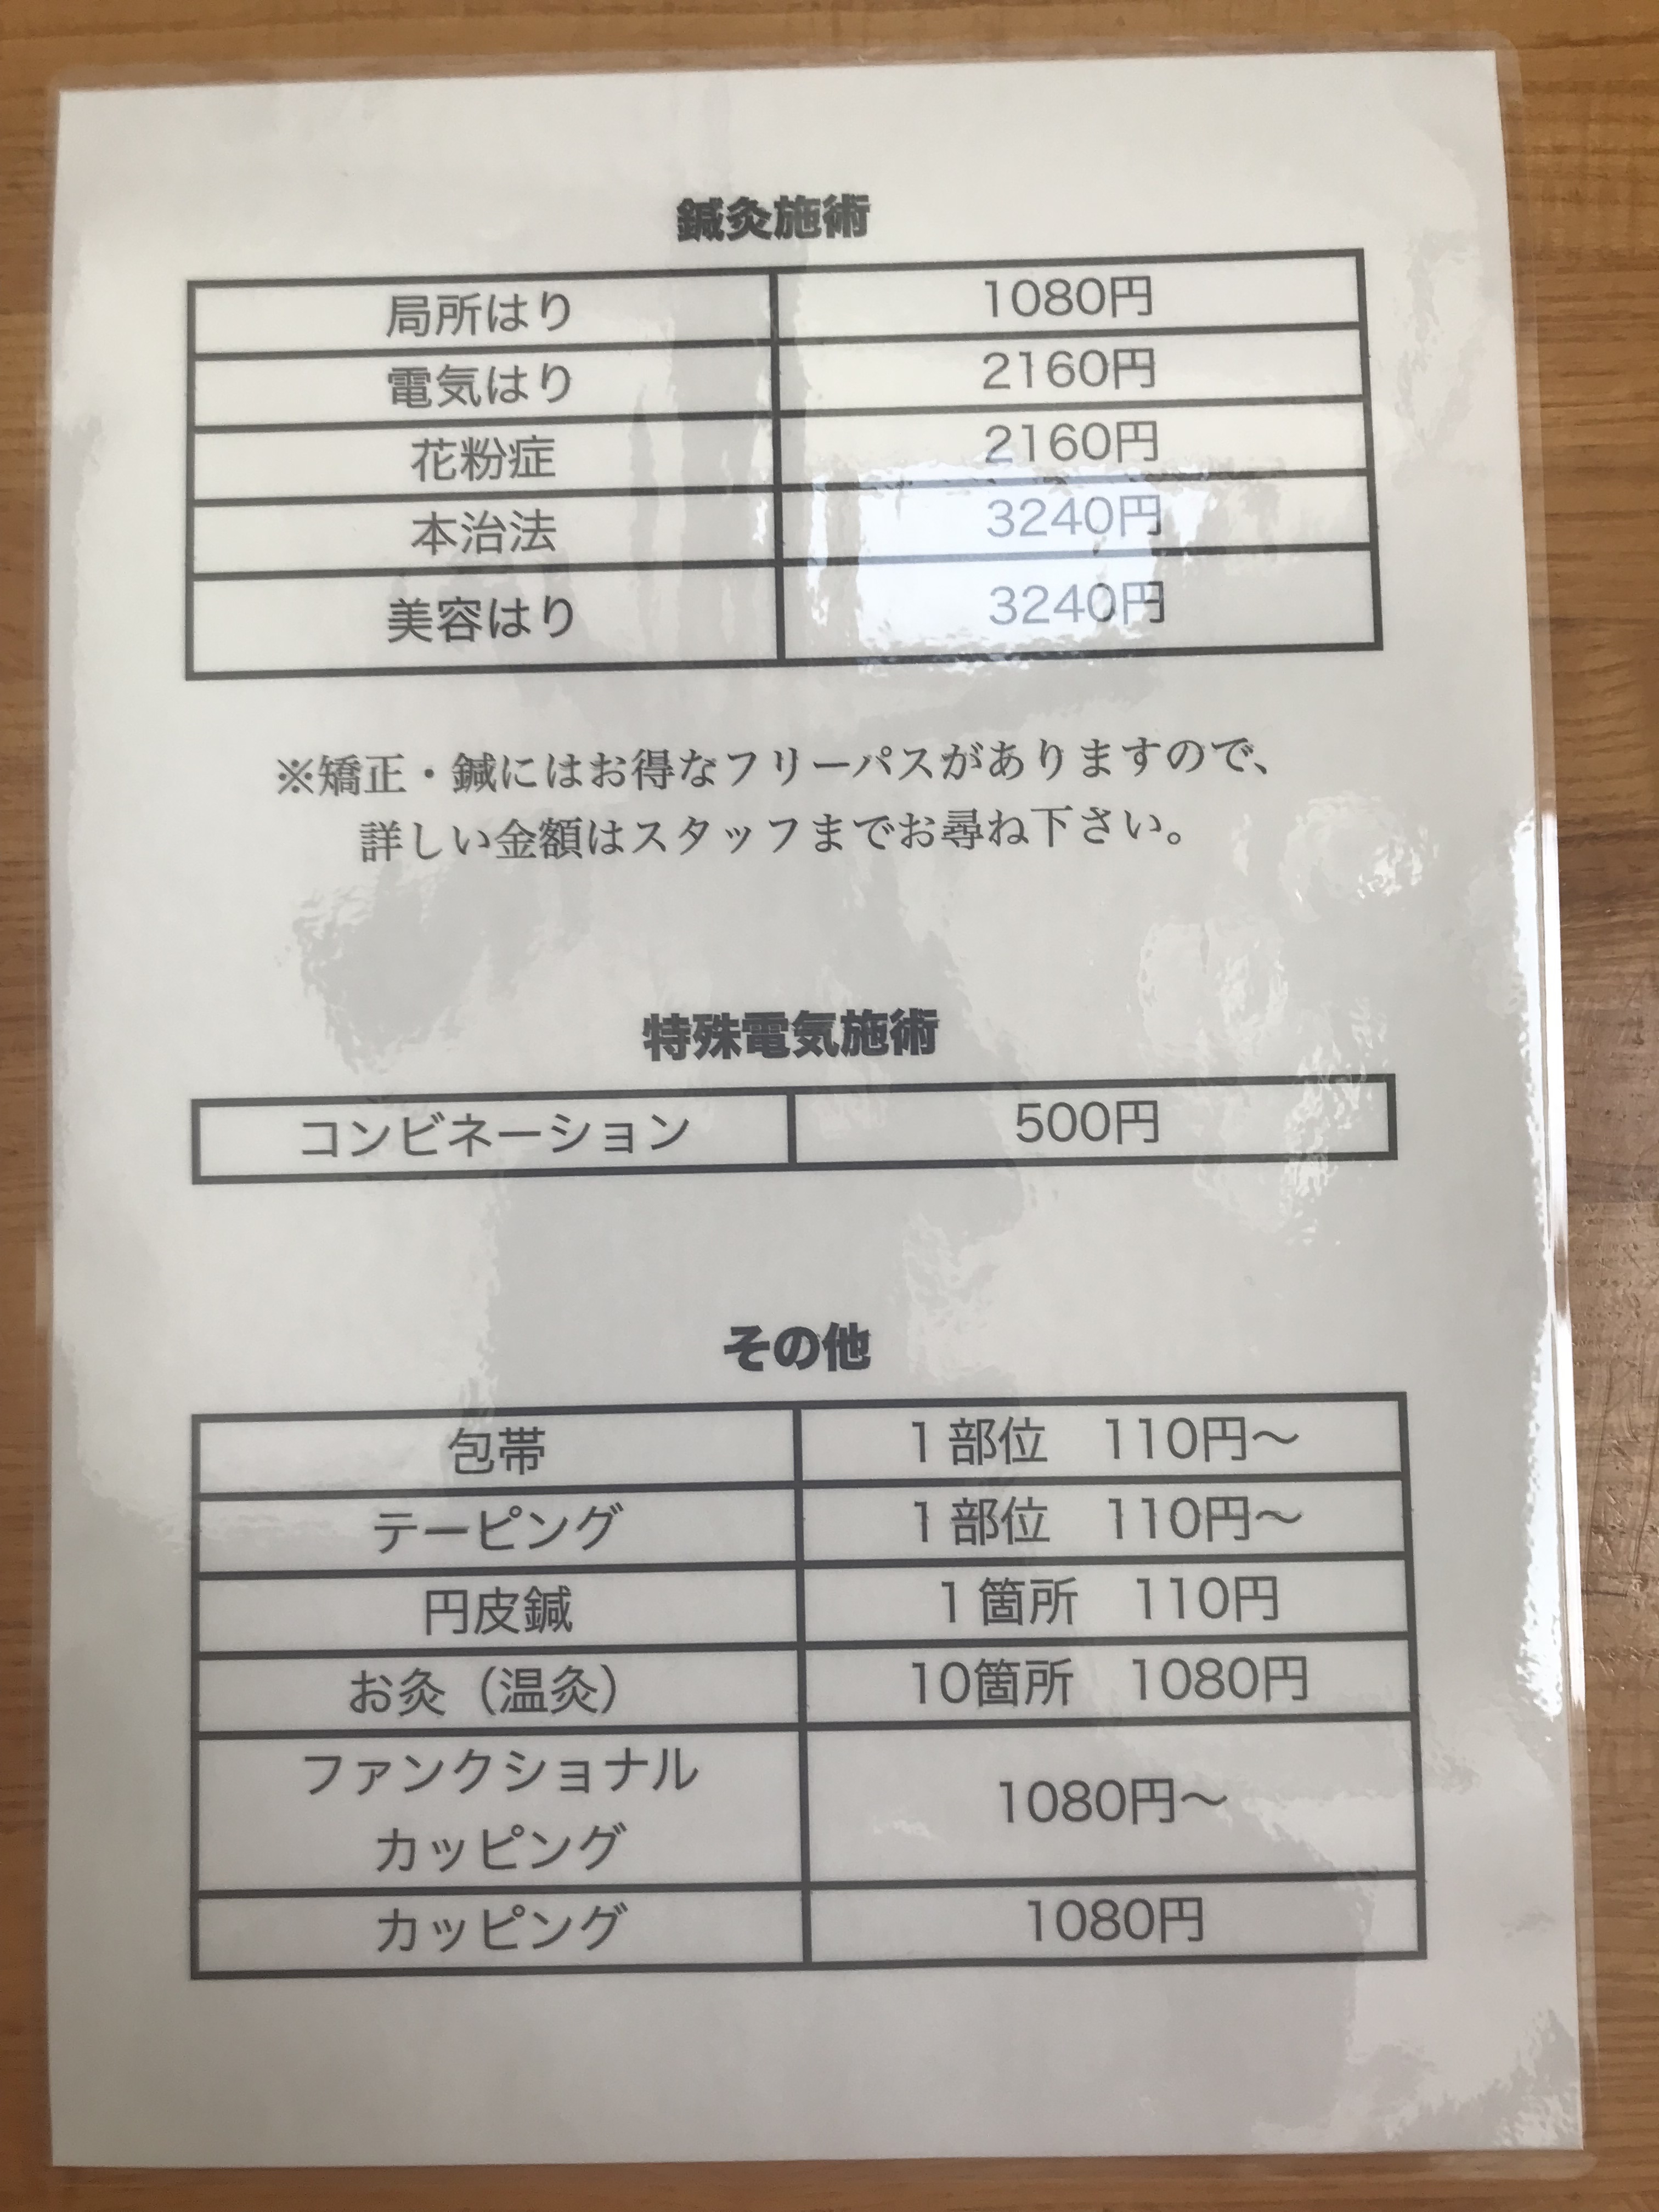 鍼灸施術
局所はり 1080円
電気はり 2160円
花粉症 2160円
本治法 3240円
美容はり 3240円
※矯正・鍼にはお得なフリーパスがありますので、
詳しい金額はスタッフまでお尋ね下さい。
特殊電気施術
コンビネーション 500円
その他
包帯 1部位 110円〜
テーピング 1部位 110円〜
円皮鍼 1箇所 110円
お灸（温灸） 10箇所 1080円
ファンクショナル
カッピング 1080円〜
カッピング 1080円